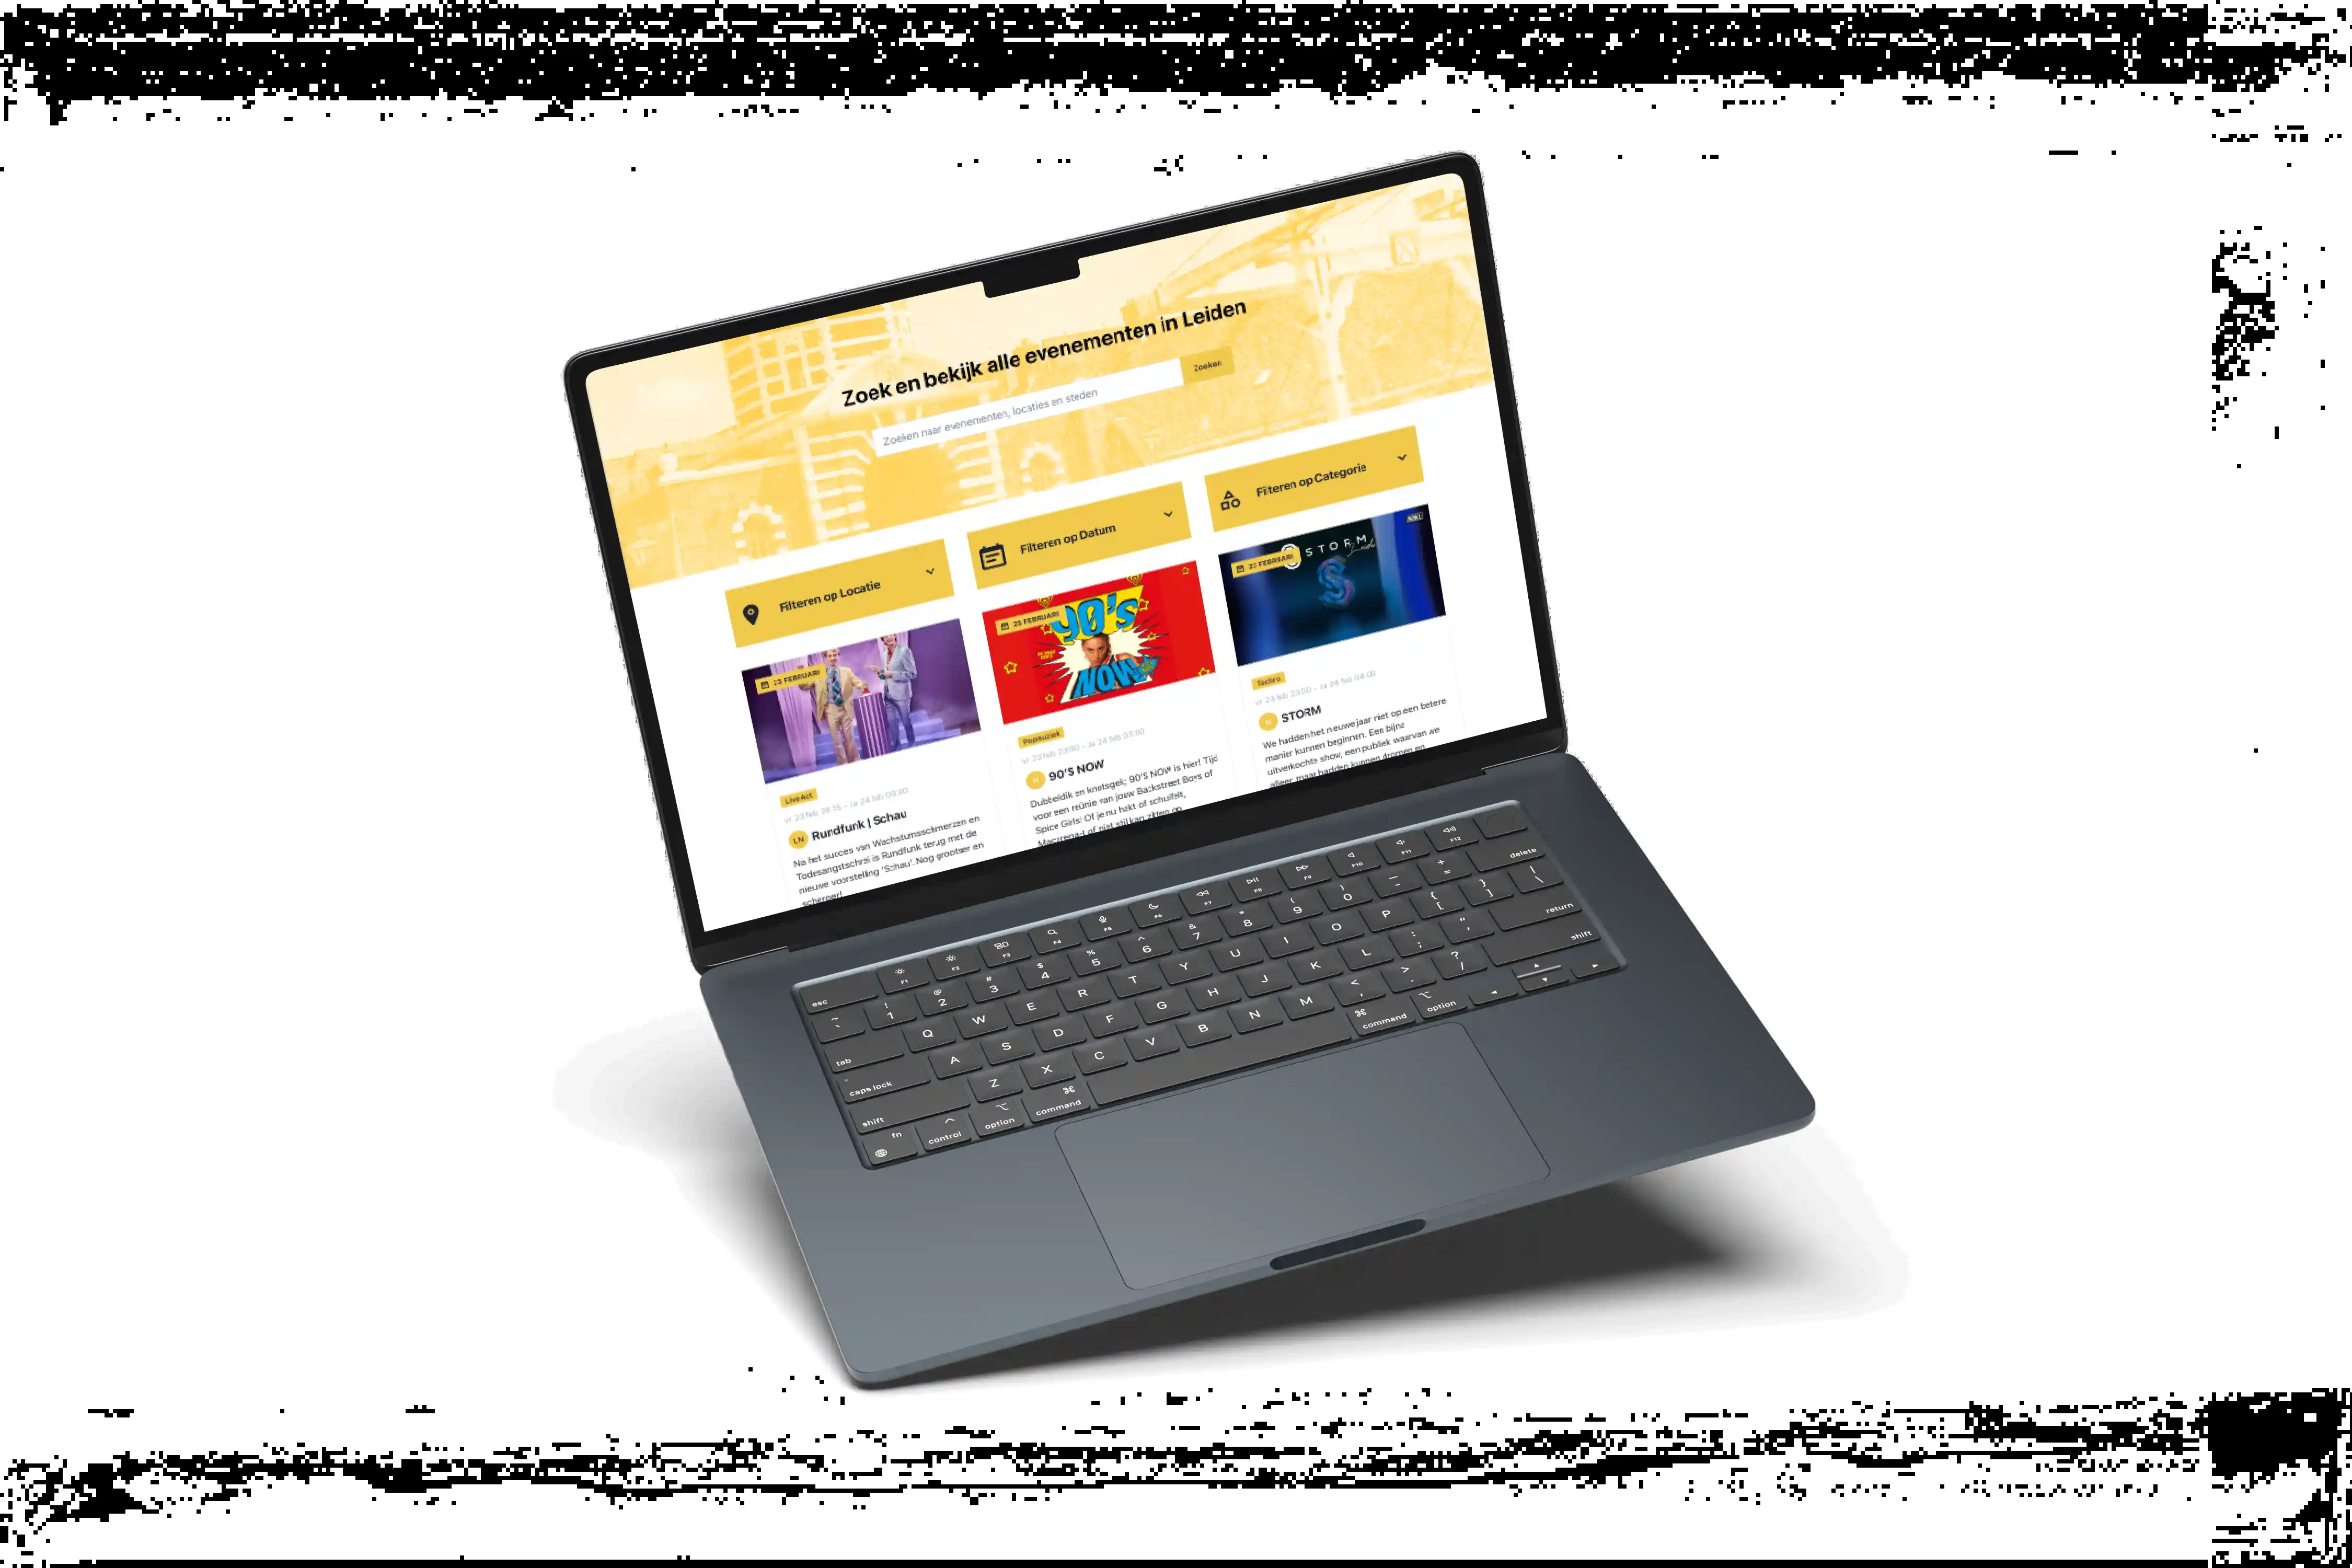 Zoek en bekijk alle evenementen in Leiden
Zoeken naar evenementen, locaties en steden
Zoeken
Filteren op Locatie
Filteren op Datum
Filteren op Categorie
23 FEBRUARI
Live Act
vr 23 feb 20:15 - za 24 feb 00:30
LN Rundfunk | Schau
Na het succes van Wachstumsschmerzen en
Todesangstschrei is Rundfunk terug met de
nieuwe voorstelling 'Schau'. Nog grootser en
scherper!
23 FEBRUARI
90'S
NOW
Popmuziek
vr 23 feb 23:00 - za 24 feb 03:00
N 90'S NOW
Dubbeldik en knotsgek; 90'S NOW is hier! Tijd
voor een reünie van jouw Backstreet Boys of
Spice Girls! Of je nu hakt of schuifelt,
Macarena-t of niet stil kan zitten op
23 FEBRUARI
STORM
Leiden
S
Techno
vr 23 feb 23:00 - za 24 feb 04:00
N STORM
We hadden het nieuwe jaar niet op een betere
manier kunnen beginnen. Een bijna
uitverkochte show, een publiek waarvan we
alleen maar hadden kunnen dromen en
esc F1 F2 F3 F4 F5 F6 F7 F8 F9 F10 F11 F12
~ ` ! 1 @ 2 # 3 $ 4 % 5 ^ 6 & 7 * 8 ( 9 ) 0 — - + = delete
tab Q W E R T Y U I O P { [ } ] | \
caps lock A S D F G H J K L : ; " ' return
shift Z X C V B N M < , > . ? / shift
fn ^ control ⌥ option ⌘ command ⌘ command ⌥ option